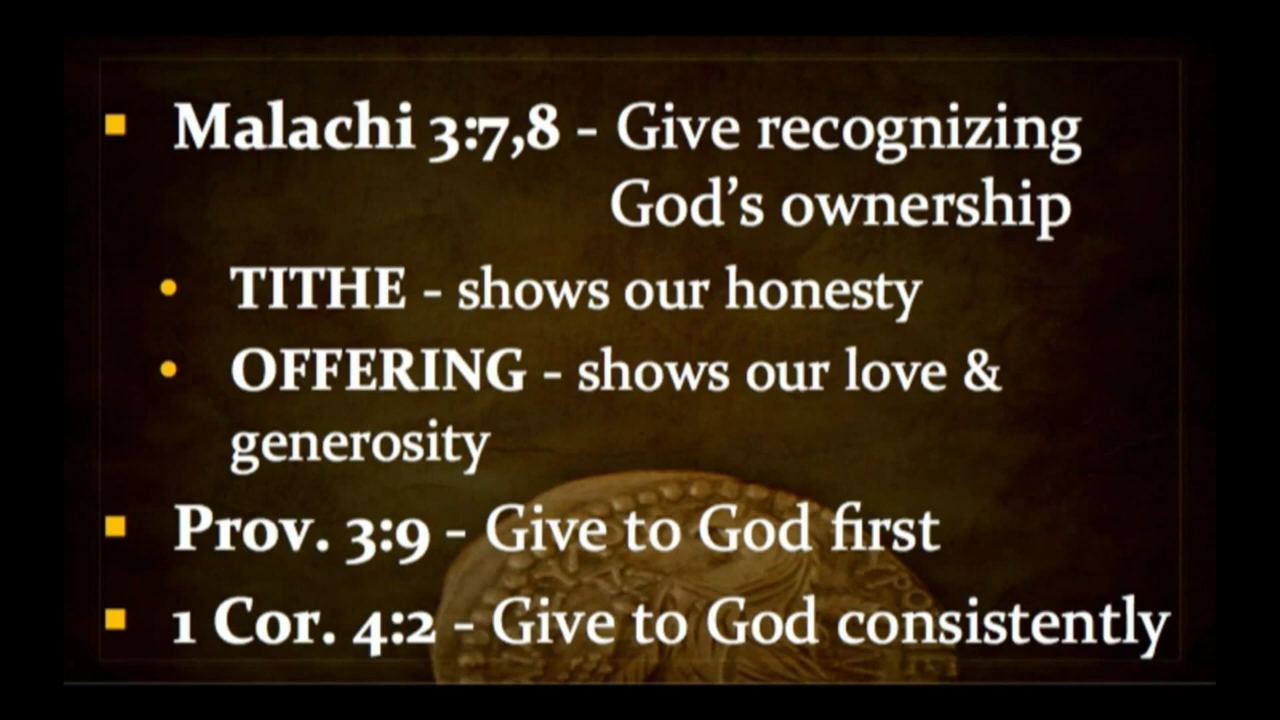 ▪ Malachi 3:7,8 - Give recognizing
God's ownership
• TITHE - shows our honesty
• OFFERING - shows our love &
generosity
▪ Prov. 3:9 - Give to God first
▪ 1 Cor. 4:2 - Give to God consistently